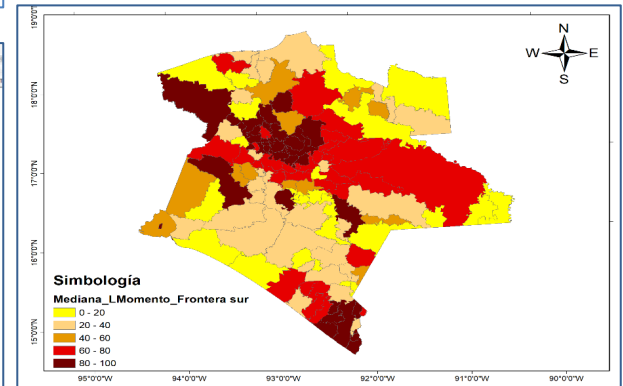 N
W E
S
19°0'0"N
18°0'0"N
17°0'0"N
16°0'0"N
15°0'0"N
Simbología
Mediana_LMomento_Frontera sur
0 - 20
20 - 40
40 - 60
60 - 80
80 - 100
95°0'0"W 94°0'0"W 93°0'0"W 92°0'0"W 91°0'0"W 90°0'0"W